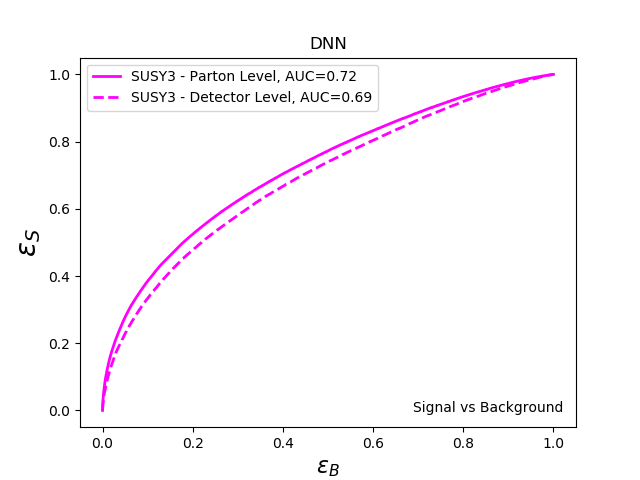 DNN
SUSY3 - Parton Level, AUC=0.72
SUSY3 - Detector Level, AUC=0.69
1.0
0.8
0.6
0.4
0.2
0.0
ε_S
Signal vs Background
0.0 0.2 0.4 0.6 0.8 1.0
ε_B